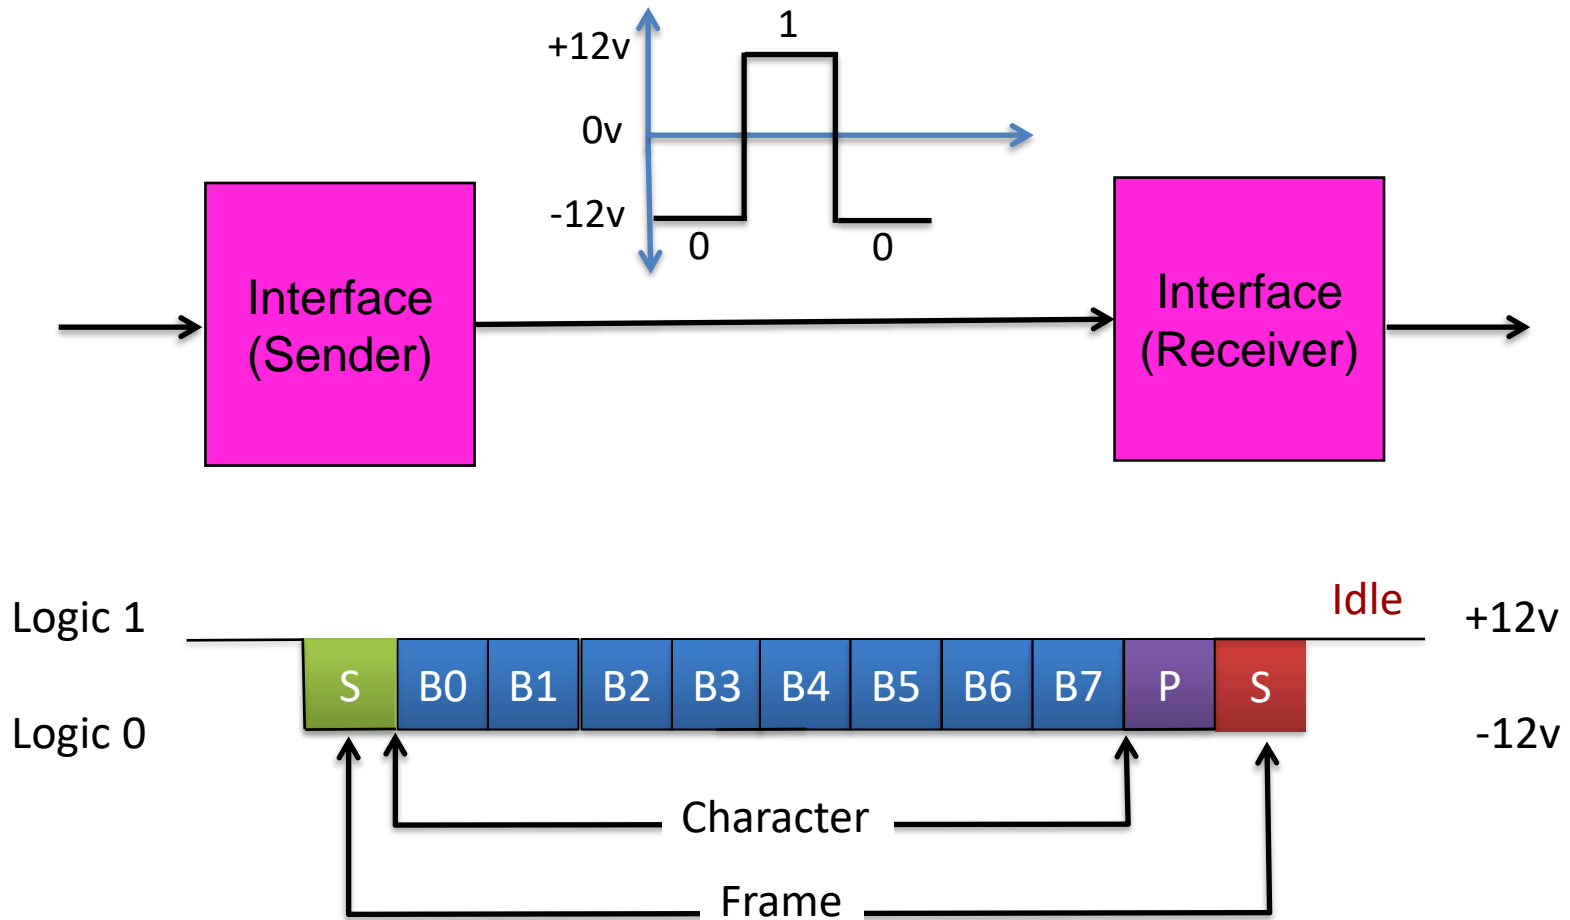 1
+12v
0v
-12v
0
0
Interface
(Sender)
Interface
(Receiver)
Idle
Logic 1
+12v
S B0 B1 B2 B3 B4 B5 B6 B7 P S
Logic 0
-12v
Character
Frame